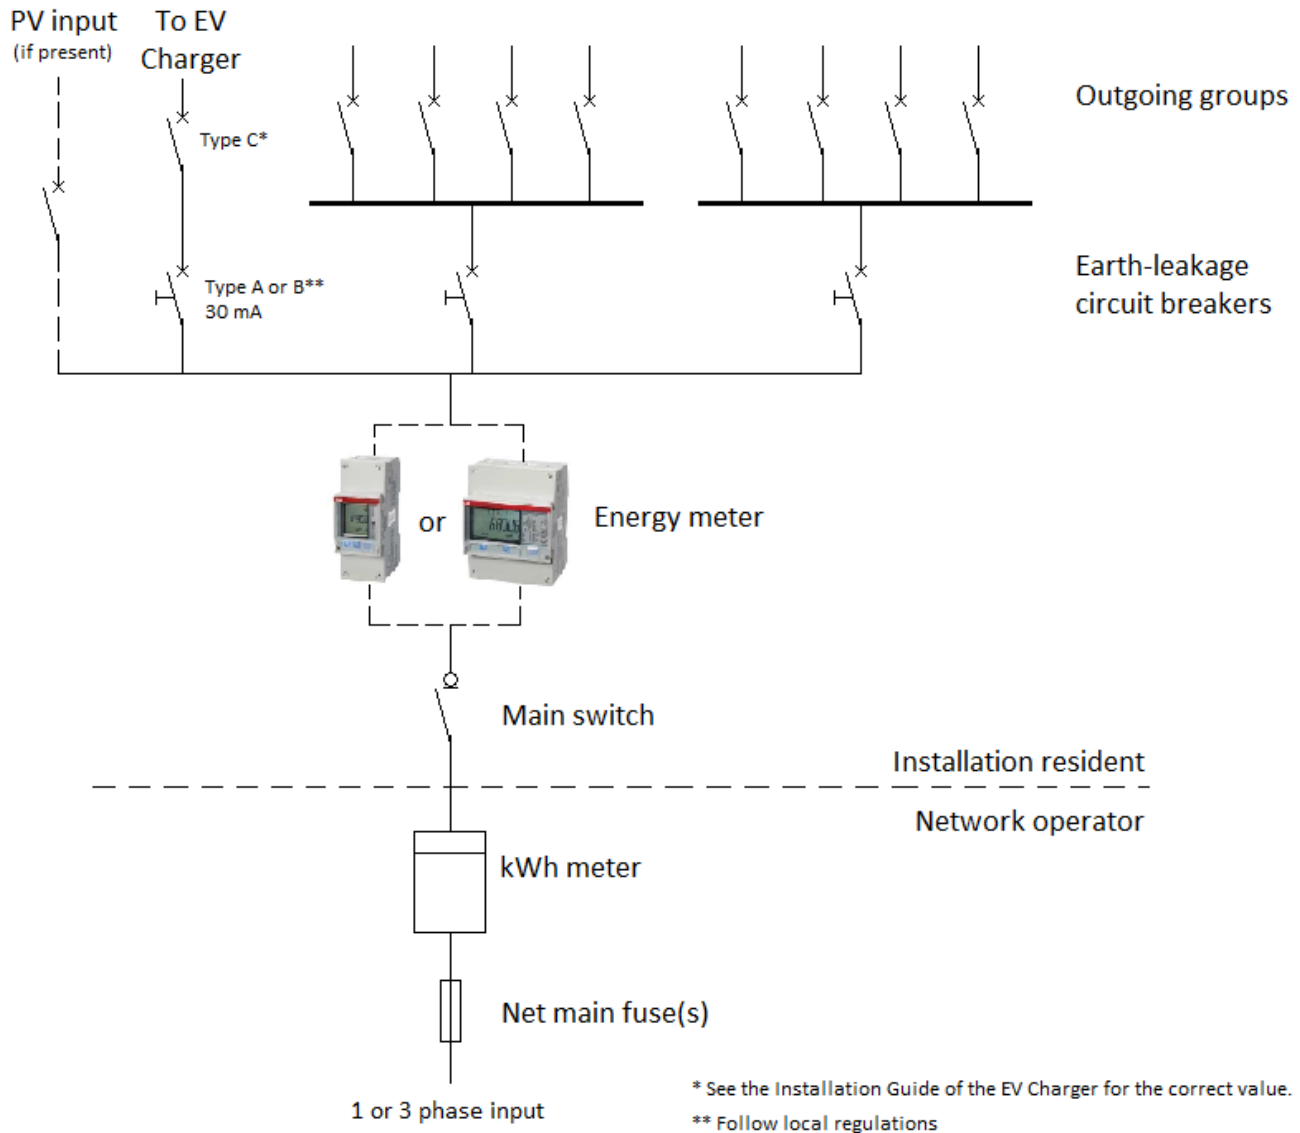 PV input
(if present)
To EV
Charger
Type C*
Outgoing groups
Type A or B**
30 mA
Earth-leakage
circuit breakers
or
Energy meter
Main switch
Installation resident
Network operator
kWh meter
Net main fuse(s)
1 or 3 phase input
* See the Installation Guide of the EV Charger for the correct value.
** Follow local regulations